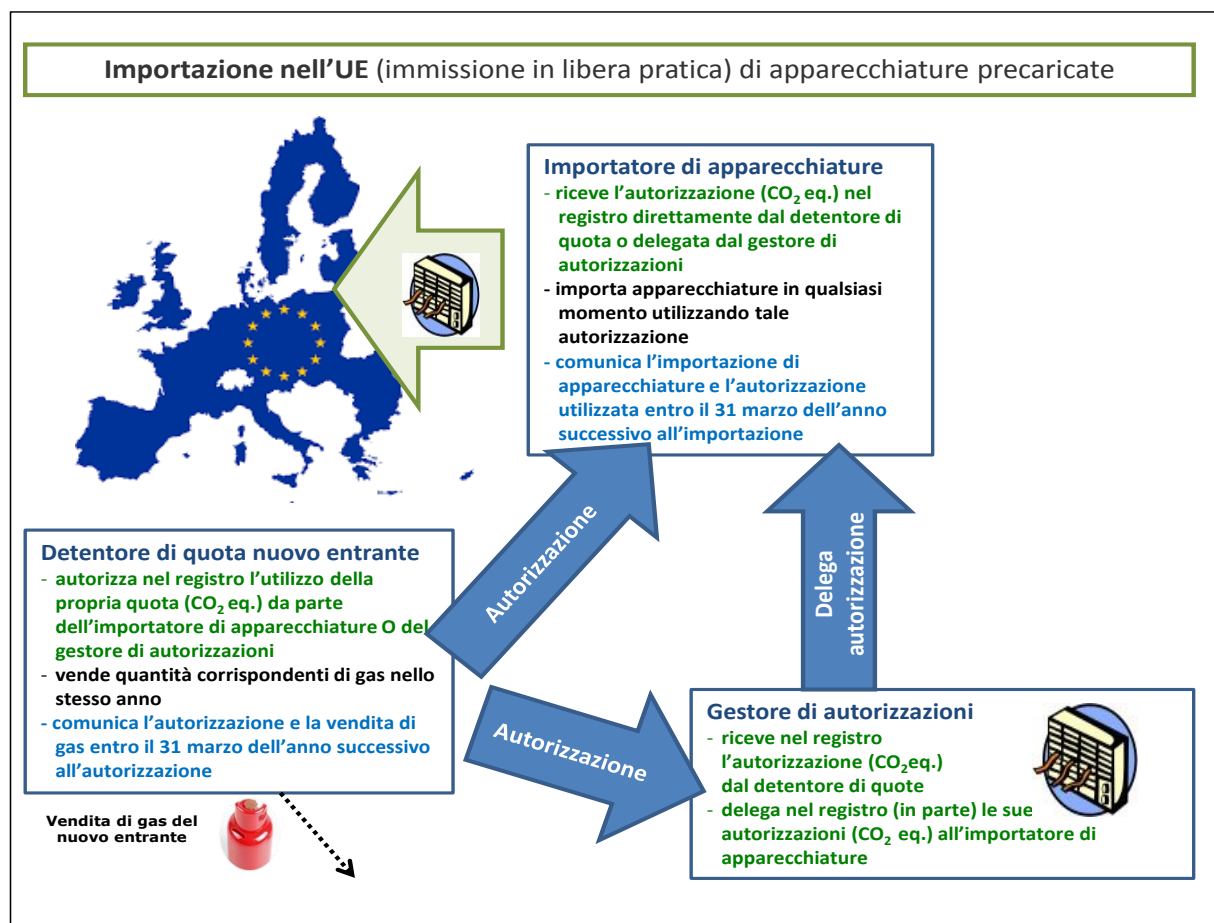 Importazione nell'UE (immissione in libera pratica) di apparecchiature precaricate
Importatore di apparecchiature
- riceve l'autorizzazione (CO₂ eq.) nel
registro direttamente dal detentore di
quota o delegata dal gestore di
autorizzazioni
- importa apparecchiature in qualsiasi
momento utilizzando tale
autorizzazione
- comunica l'importazione di
apparecchiature e l'autorizzazione
utilizzata entro il 31 marzo dell'anno
successivo all'importazione
Autorizzazione
Delega
autorizzazione
Detentore di quota nuovo entrante
- autorizza nel registro l'utilizzo della
propria quota (CO₂ eq.) da parte
dell'importatore di apparecchiature O del
gestore di autorizzazioni
- vende quantità corrispondenti di gas nello
stesso anno
- comunica l'autorizzazione e la vendita di
gas entro il 31 marzo dell'anno successivo
all'autorizzazione
Autorizzazione
Gestore di autorizzazioni
- riceve nel registro
l'autorizzazione (CO₂eq.)
dal detentore di quote
- delega nel registro (in parte) le sue
autorizzazioni (CO₂ eq.) all'importatore di
apparecchiature
Vendita di gas del
nuovo entrante